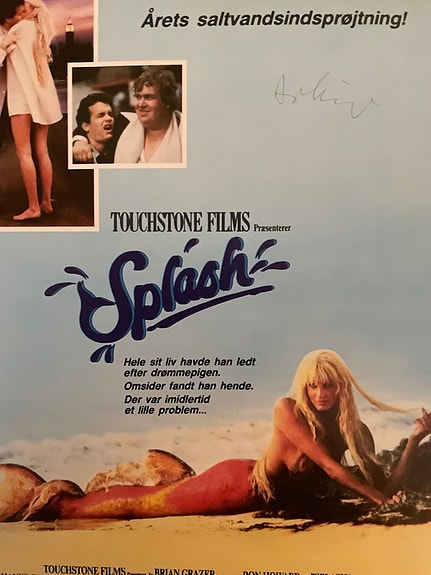 Årets saltvandsindsprøjtning!
TOUCHSTONE FILMS Præsenterer
Splash
Hele sit liv havde han ledt
efter drømmepigen.
Omsider fandt han hende.
Der var imidlertid
et lille problem...
TOUCHSTONE FILMS BRIAN GRAZER RON HOWARD